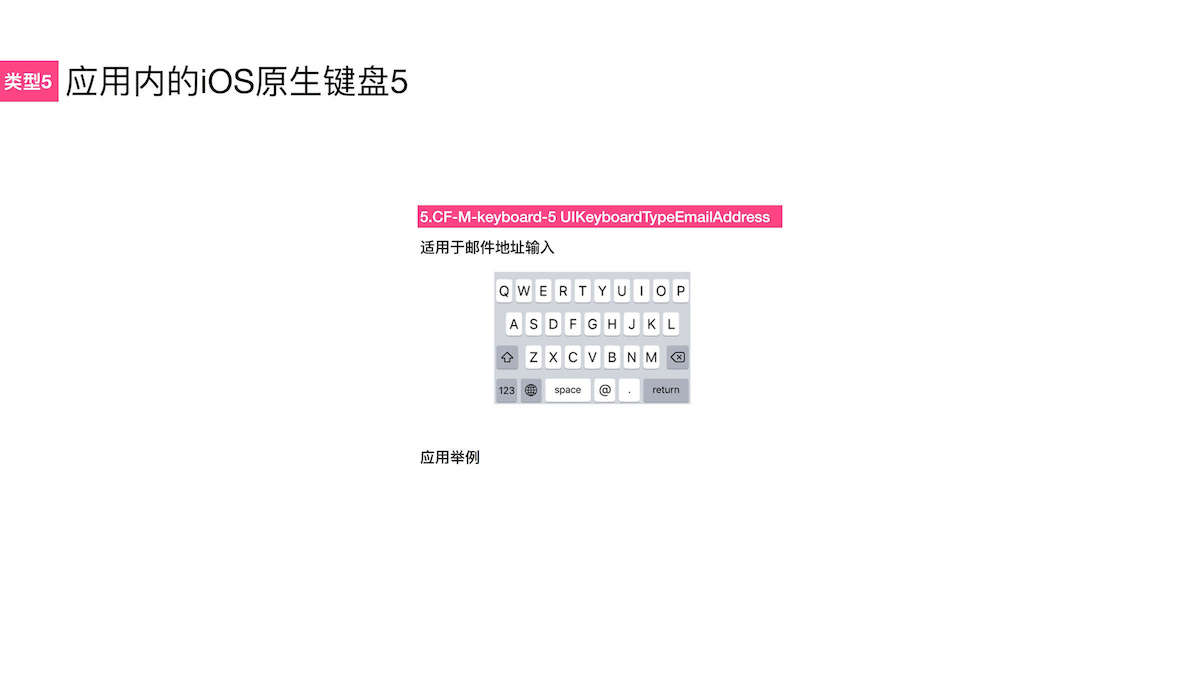 类型5 应用内的iOS原生键盘5
5.CF-M-keyboard-5 UIKeyboardTypeEmailAddress
适用于邮件地址输入
Q W E R T Y U I O P
A S D F G H J K L
Z X C V B N M
123 space @ . return
应用举例